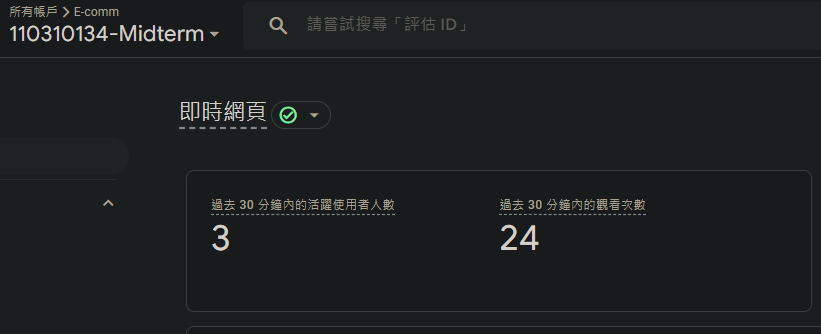 所有帳戶 > E-comm
110310134-Midterm
請嘗試搜尋「評估 ID」
即時網頁
過去 30 分鐘內的活躍使用者人數
過去 30 分鐘內的觀看次數
3
24